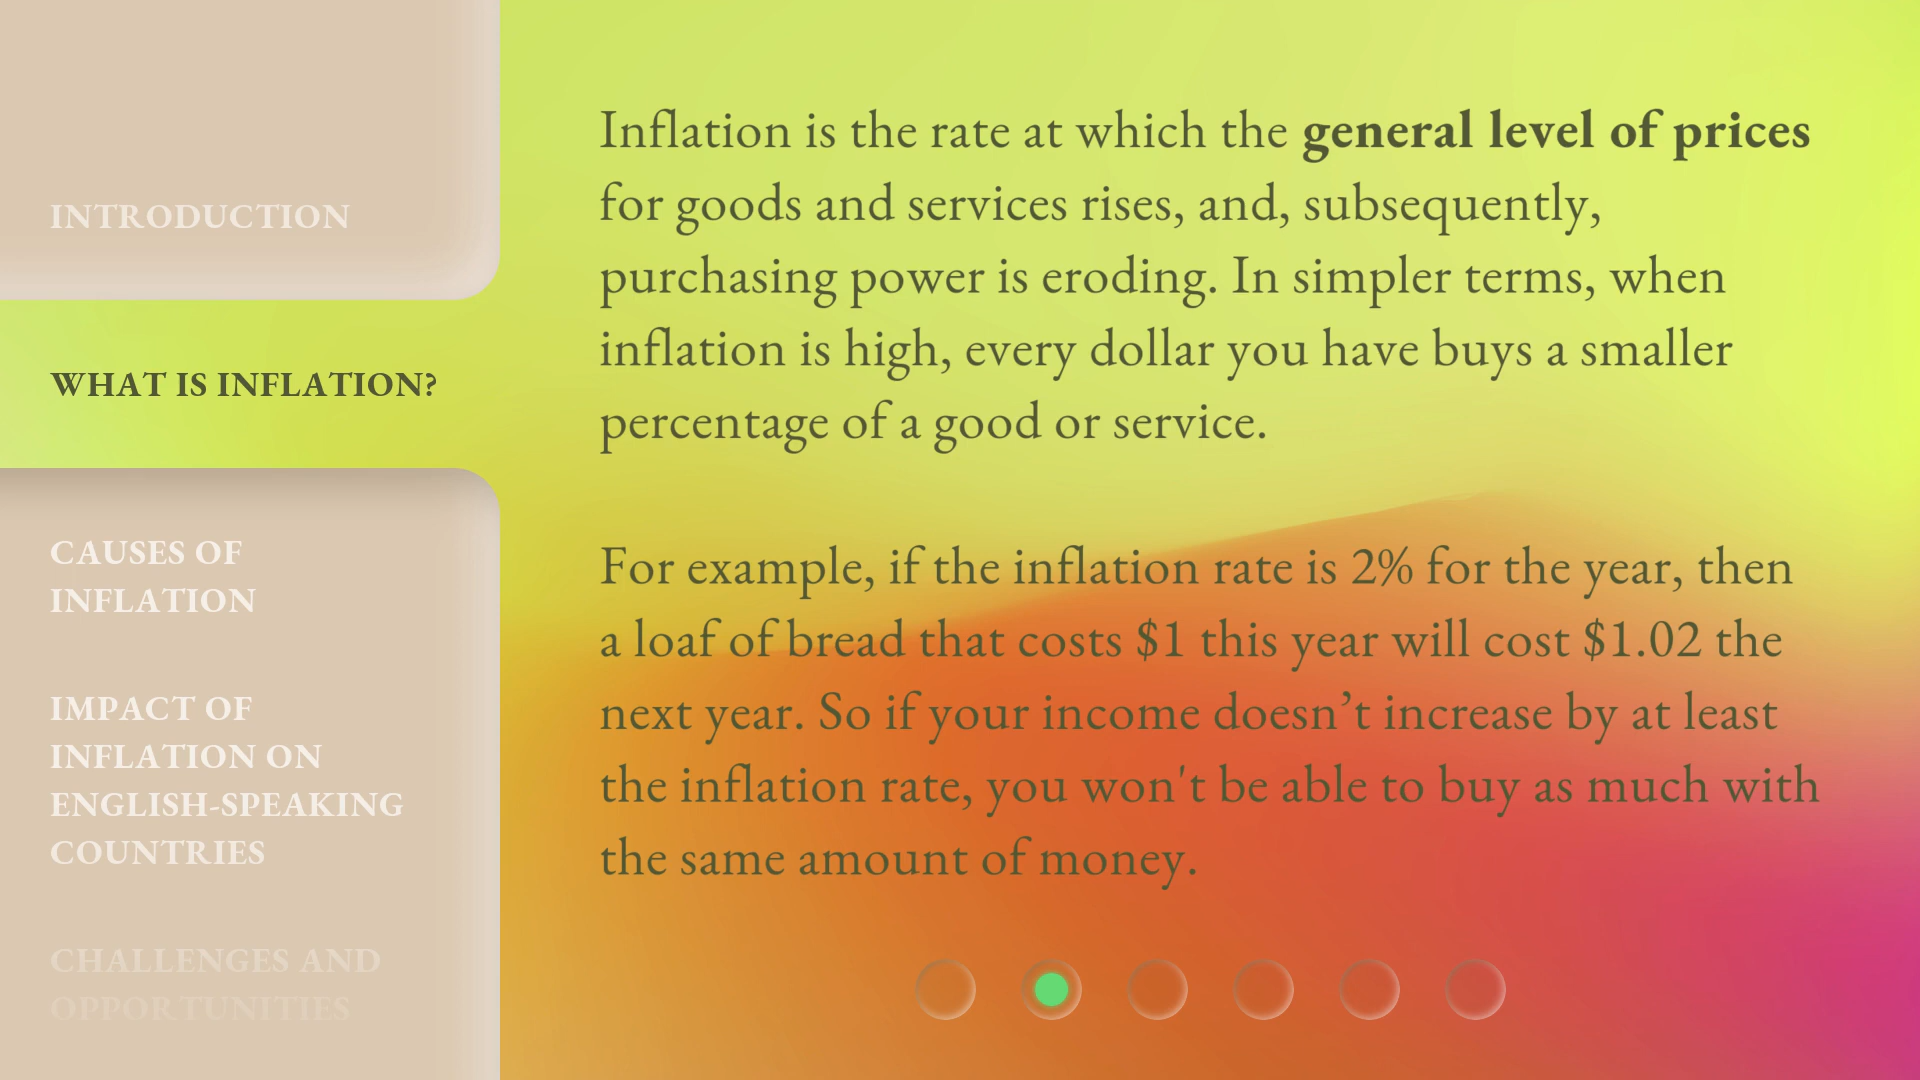 INTRODUCTION
WHAT IS INFLATION?
CAUSES OF
INFLATION
IMPACT OF
INFLATION ON
ENGLISH-SPEAKING
COUNTRIES
CHALLENGES AND
OPPORTUNITIES
Inflation is the rate at which the general level of prices
for goods and services rises, and, subsequently,
purchasing power is eroding. In simpler terms, when
inflation is high, every dollar you have buys a smaller
percentage of a good or service.
For example, if the inflation rate is 2% for the year, then
a loaf of bread that costs $1 this year will cost $1.02 the
next year. So if your income doesn’t increase by at least
the inflation rate, you won't be able to buy as much with
the same amount of money.